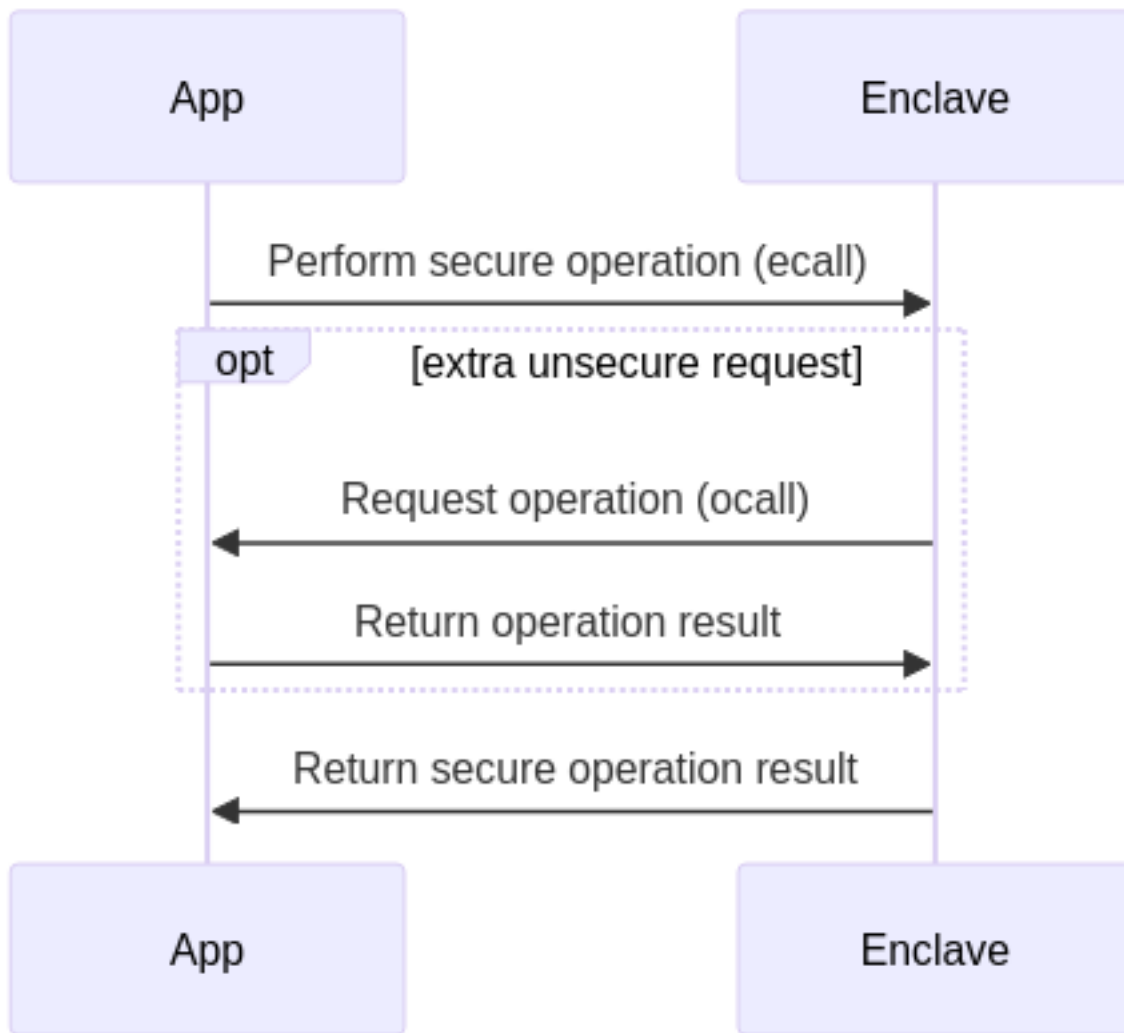 App
Enclave
Perform secure operation (ecall)
opt
[extra unsecure request]
Request operation (ocall)
Return operation result
Return secure operation result
App
Enclave